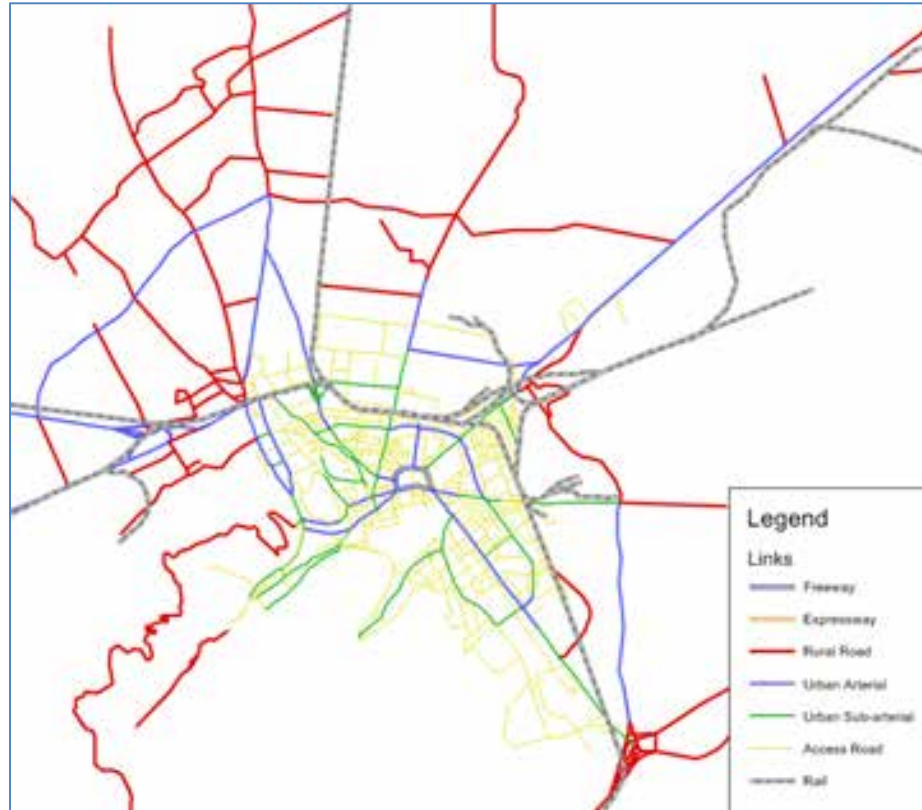 Legend
Links
Freeway
Expressway
Rural Road
Urban Arterial
Urban Sub-arterial
Access Road
Rail